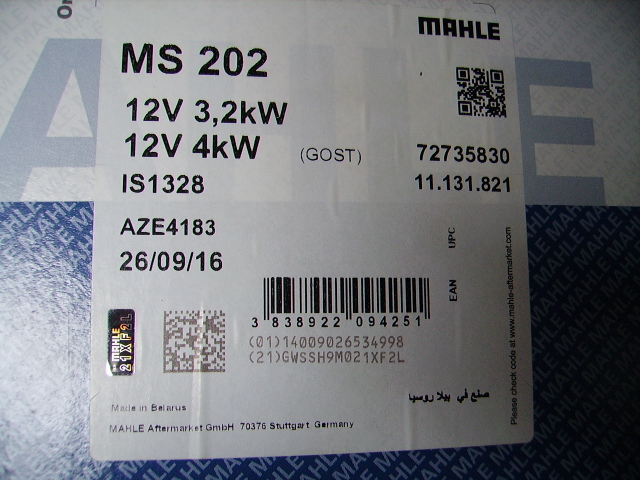 MAHLE
MS 202
12V 3,2kW
12V 4kW (GOST) 72735830
IS1328 11.131.821
AZE4183
26/09/16
UPC
EAN
3 838922 094251
(01)14009026534998
(21)GWSSH9M021XF2L
MAHLE
21XF2L
صنع في بيلاروسيا
Made in Belarus
MAHLE Aftermarket GmbH 70376 Stuttgart Germany
Please check code at www.mahle-aftermarket.com